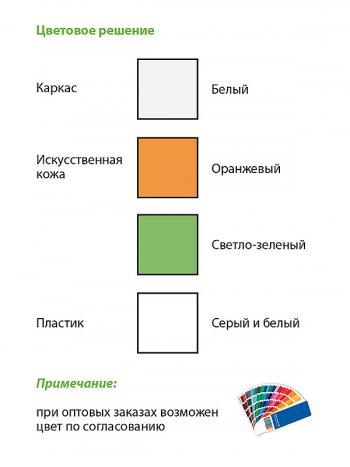 Цветовое решение
Каркас
Белый
Искусственная
кожа
Оранжевый
Светло-зеленый
Пластик
Серый и белый
Примечание:
при оптовых заказах возможен
цвет по согласованию